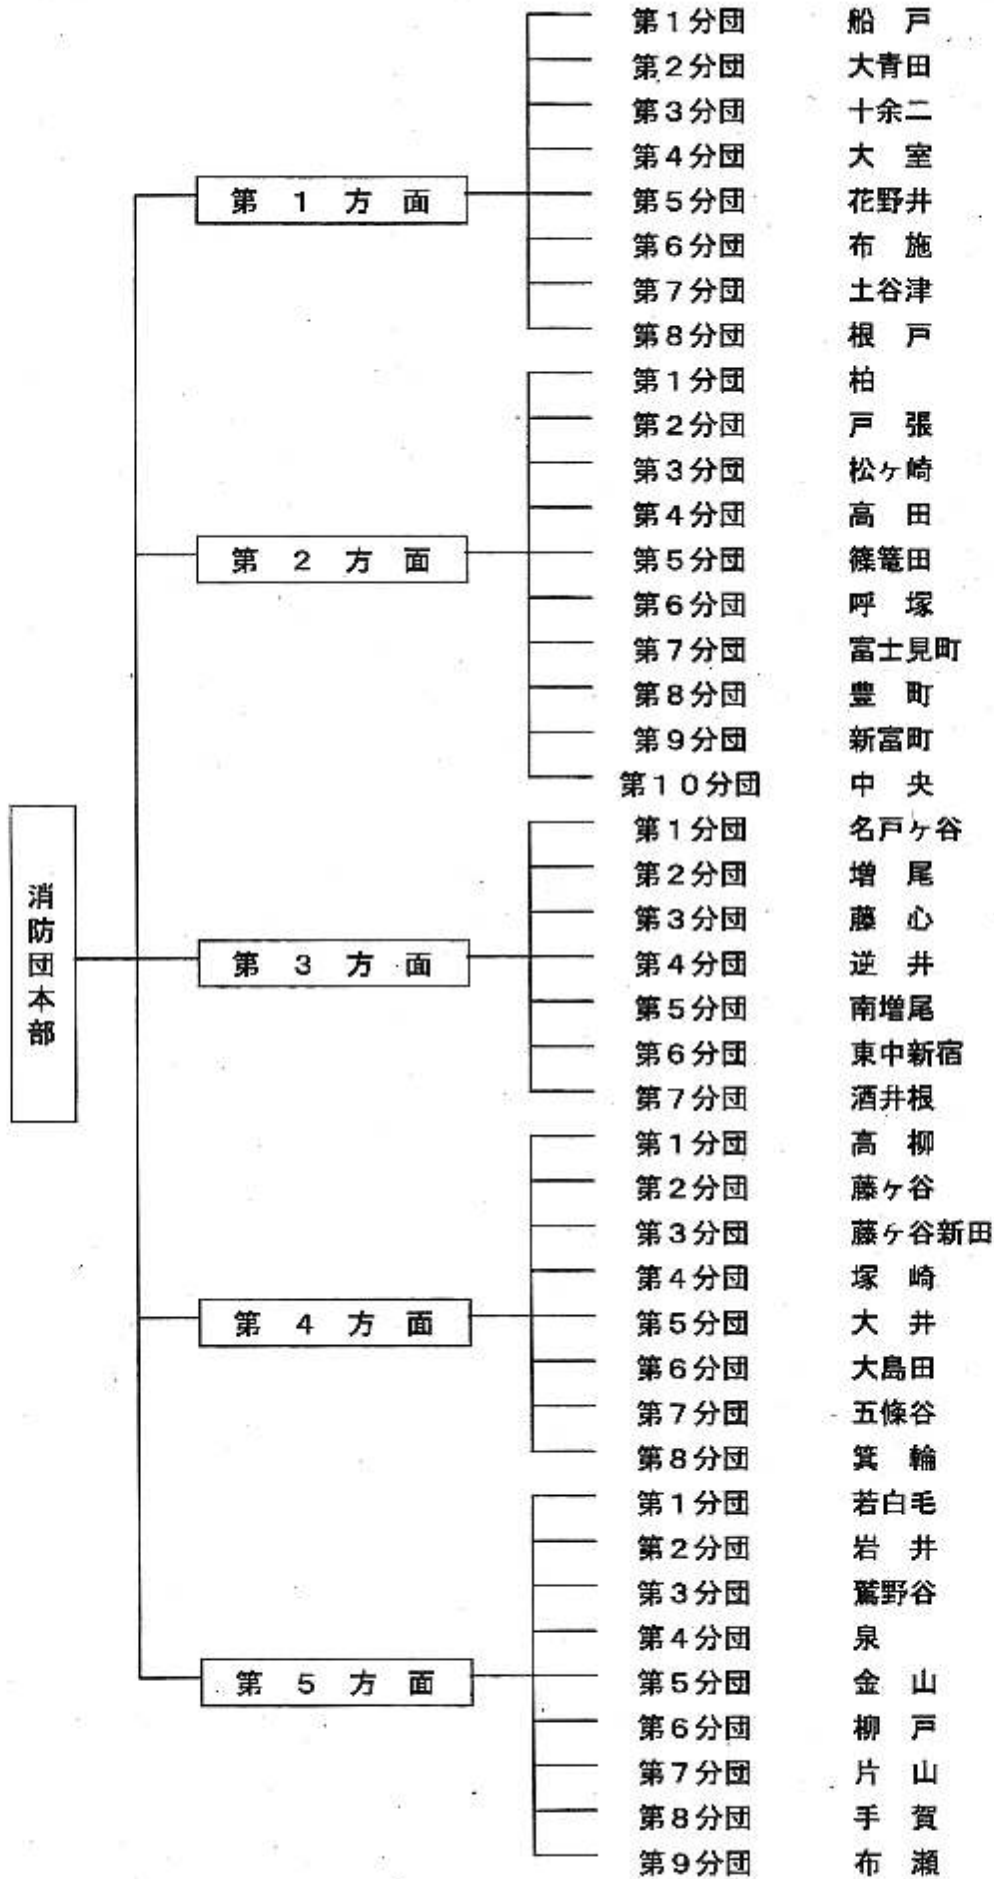 消防団本部
第1方面
第1分団 船戸
第2分団 大青田
第3分団 十余二
第4分団 大室
第5分団 花野井
第6分団 布施
第7分団 土谷津
第8分団 根戸
第2方面
第1分団 柏
第2分団 戸張
第3分団 松ヶ崎
第4分団 高田
第5分団 篠篭田
第6分団 呼塚
第7分団 富士見町
第8分団 豊町
第9分団 新富町
第10分団 中央
第3方面
第1分団 名戸ヶ谷
第2分団 増尾
第3分団 藤心
第4分団 逆井
第5分団 南増尾
第6分団 東中新宿
第7分団 酒井根
第4方面
第1分団 高柳
第2分団 藤ヶ谷
第3分団 藤ヶ谷新田
第4分団 塚崎
第5分団 大井
第6分団 大島田
第7分団 五條谷
第8分団 箕輪
第5方面
第1分団 若白毛
第2分団 岩井
第3分団 鷲野谷
第4分団 泉
第5分団 金山
第6分団 柳戸
第7分団 片山
第8分団 手賀
第9分団 布瀬